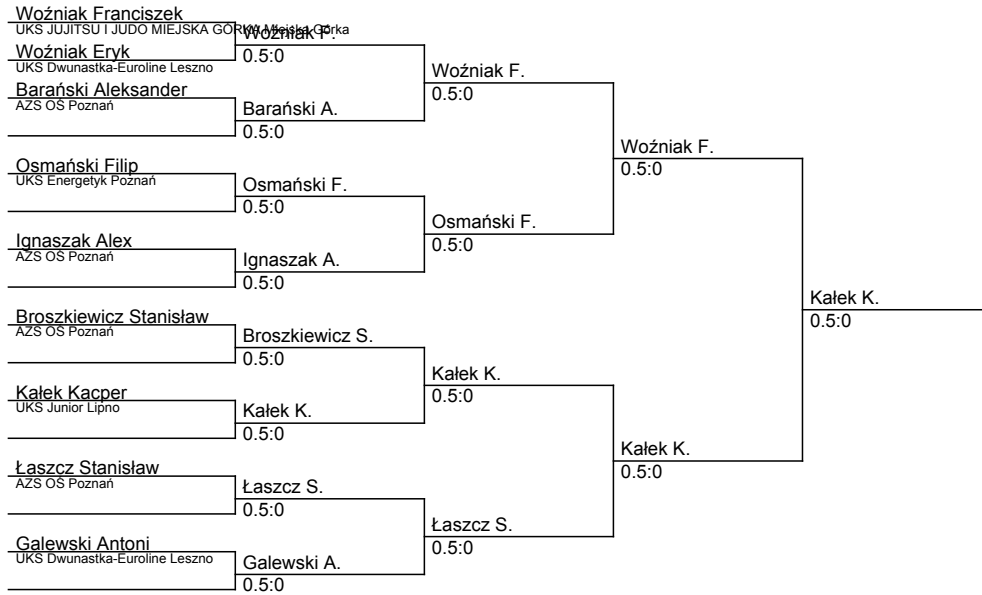 Woźniak Franciszek
UKS JUJITSU I JUDO MIEJSKA GÓRKA Miejska Górka
Woźniak F.
0.5:0
Woźniak Eryk
UKS Dwunastka-Euroline Leszno
Woźniak F.
0.5:0
Barański Aleksander
AZS OŚ Poznań
Barański A.
0.5:0
Woźniak F.
0.5:0
Osmański Filip
UKS Energetyk Poznań
Osmański F.
0.5:0
Osmański F.
0.5:0
Ignaszak Alex
AZS OŚ Poznań
Ignaszak A.
0.5:0
Kałek K.
0.5:0
Broszkiewicz Stanisław
AZS OŚ Poznań
Broszkiewicz S.
0.5:0
Kałek K.
0.5:0
Kałek Kacper
UKS Junior Lipno
Kałek K.
0.5:0
Kałek K.
0.5:0
Łaszcz Stanisław
AZS OŚ Poznań
Łaszcz S.
0.5:0
Łaszcz S.
0.5:0
Galewski Antoni
UKS Dwunastka-Euroline Leszno
Galewski A.
0.5:0